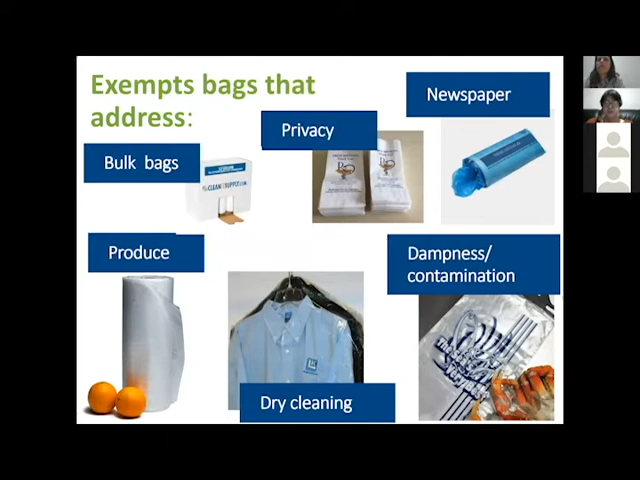 Exempts bags that
address:
Newspaper
Privacy
Bulk bags
Produce
Dampness/
contamination
Dry cleaning